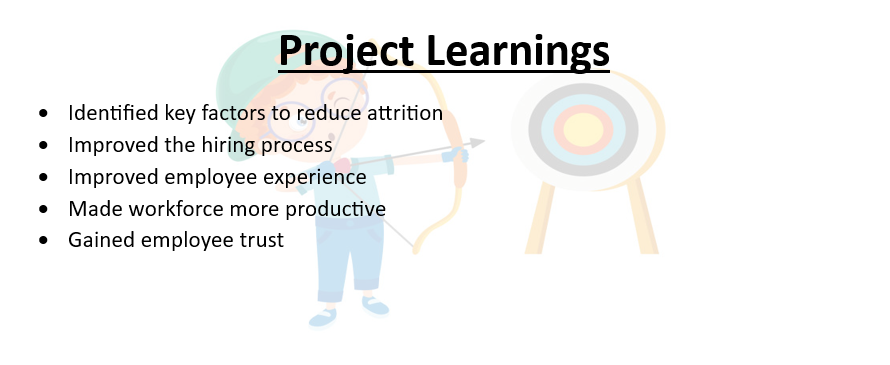 Project Learnings
• Identified key factors to reduce attrition
• Improved the hiring process
• Improved employee experience
• Made workforce more productive
• Gained employee trust